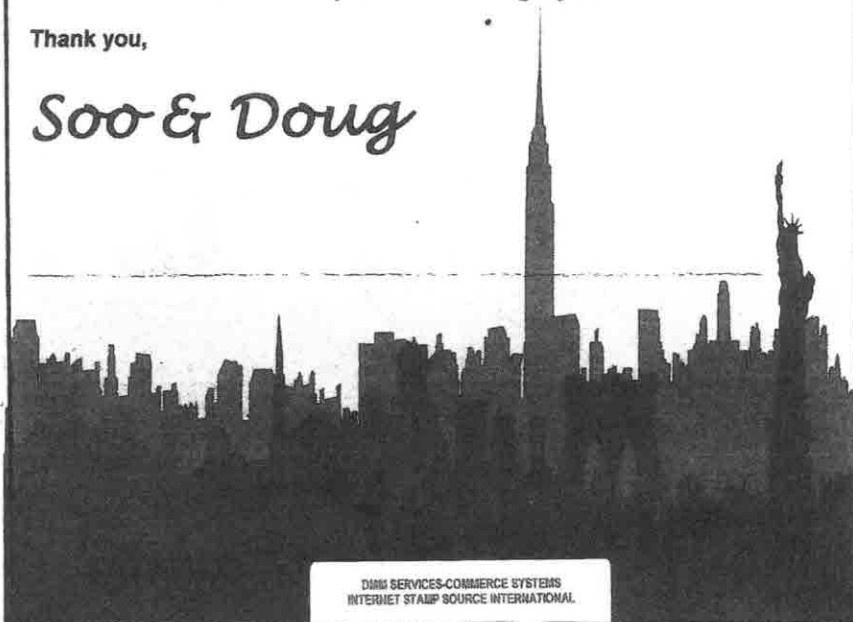 Thank you,
Soo & Doug
DMM SERVICES-COMMERCE SYSTEMS
INTERNET STAMP SOURCE INTERNATIONAL